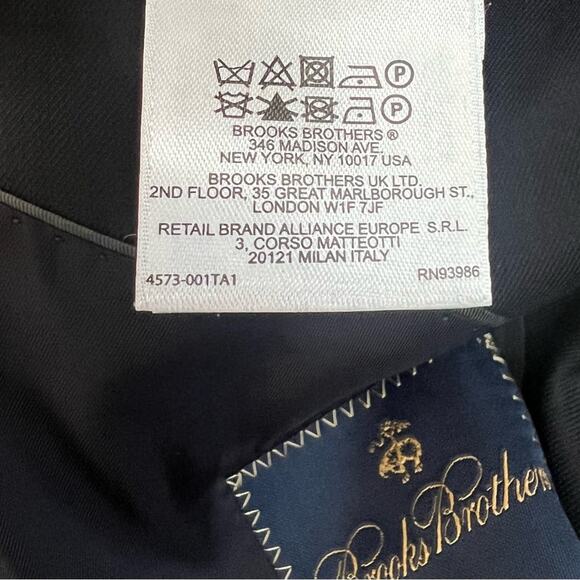 P
P
BROOKS BROTHERS ®
346 MADISON AVE.
NEW YORK, NY 10017 USA
BROOKS BROTHERS UK LTD.
2ND FLOOR, 35 GREAT MARLBOROUGH ST.,
LONDON W1F 7JF
RETAIL BRAND ALLIANCE EUROPE S.R.L.
3, CORSO MATTEOTTI
20121 MILAN ITALY
4573-001TA1 RN93986
Brooks Brothers